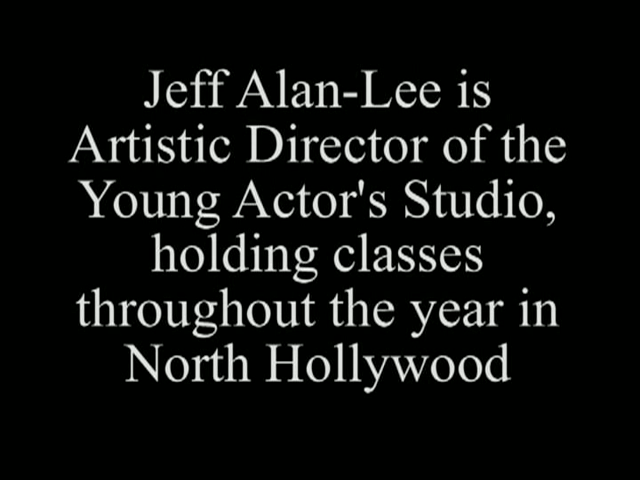 Jeff Alan-Lee is
Artistic Director of the
Young Actor's Studio,
holding classes
throughout the year in
North Hollywood